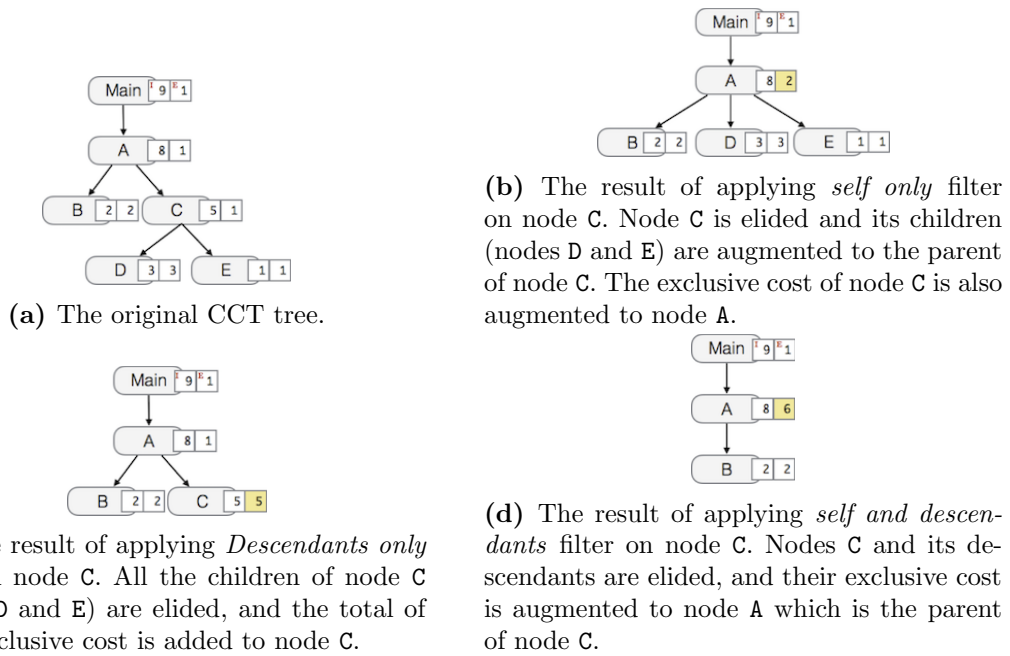 Main I 9 E 1
A 8 1
B 2 2 C 5 1
D 3 3 E 1 1
(a) The original CCT tree.
Main I 9 E 1
A 8 2
B 2 2 D 3 3 E 1 1
(b) The result of applying self only filter
on node C. Node C is elided and its children
(nodes D and E) are augmented to the parent
of node C. The exclusive cost of node C is also
augmented to node A.
Main I 9 E 1
A 8 1
B 2 2 C 5 5
result of applying Descendants only
node C. All the children of node C
and E) are elided, and the total of
cost is added to node C.
Main I 9 E 1
A 8 6
B 2 2
(d) The result of applying self and descen-
dants filter on node C. Nodes C and its de-
scendants are elided, and their exclusive cost
is augmented to node A which is the parent
of node C.